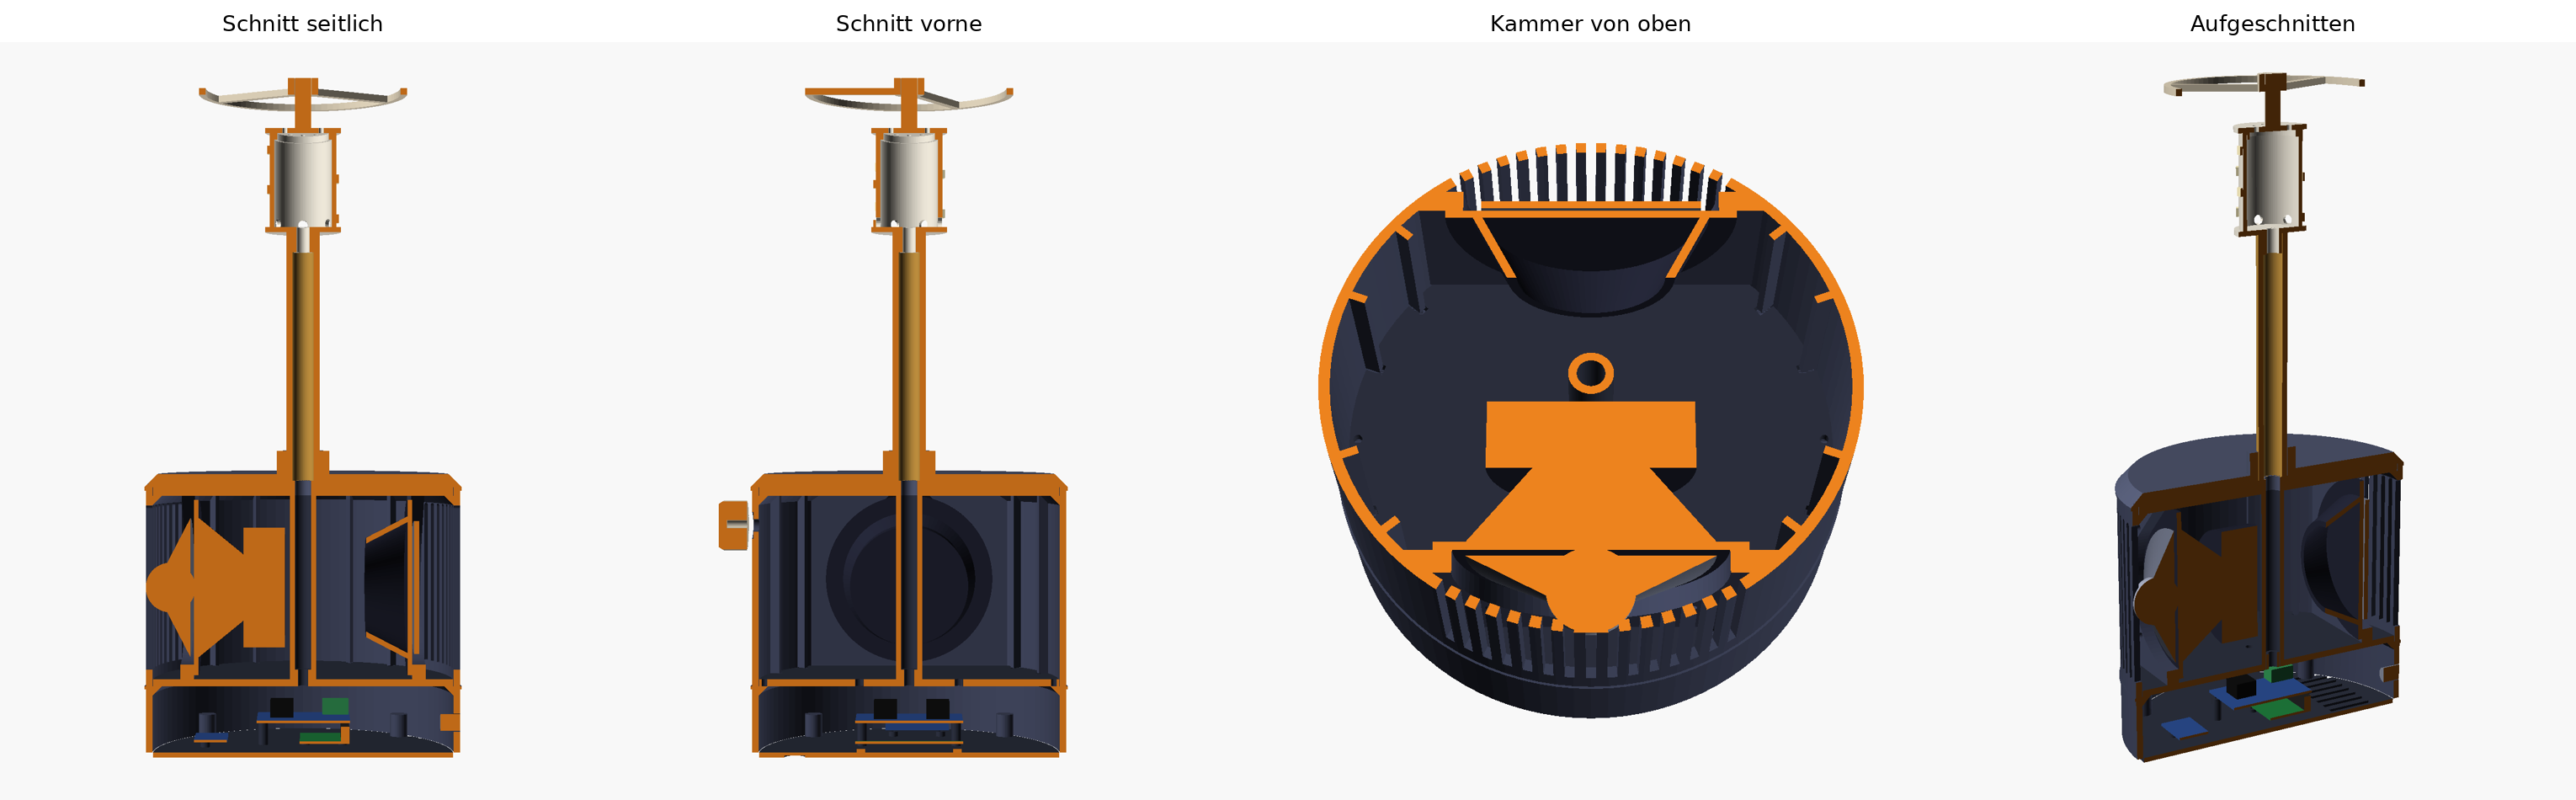 Schnitt seitlich
Schnitt vorne
Kammer von oben
Aufgeschnitten